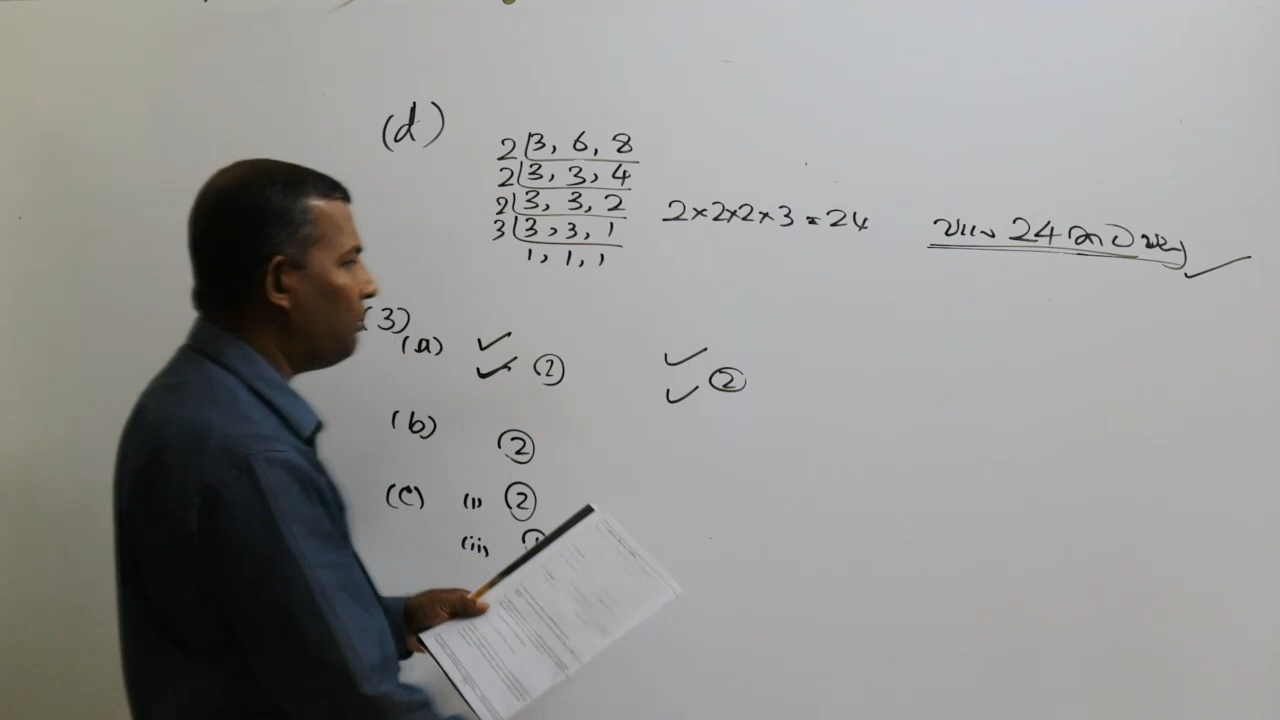 (d)
2 | 3, 6, 8
2 | 3, 3, 4
2 | 3, 3, 2
3 | 3, 3, 1
1, 1, 1
2×2×2×3 = 24
24
(3)
(a) ✓ ✓ ② ✓ ✓ ②
(b) ②
(c) (i) ②
(ii)